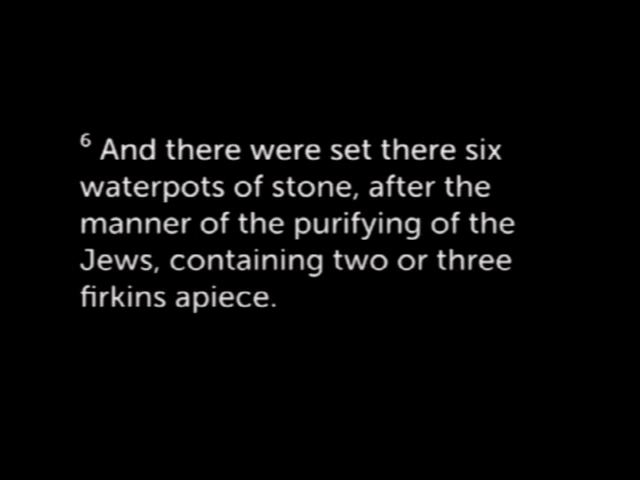 6 And there were set there six
waterpots of stone, after the
manner of the purifying of the
Jews, containing two or three
firkins apiece.